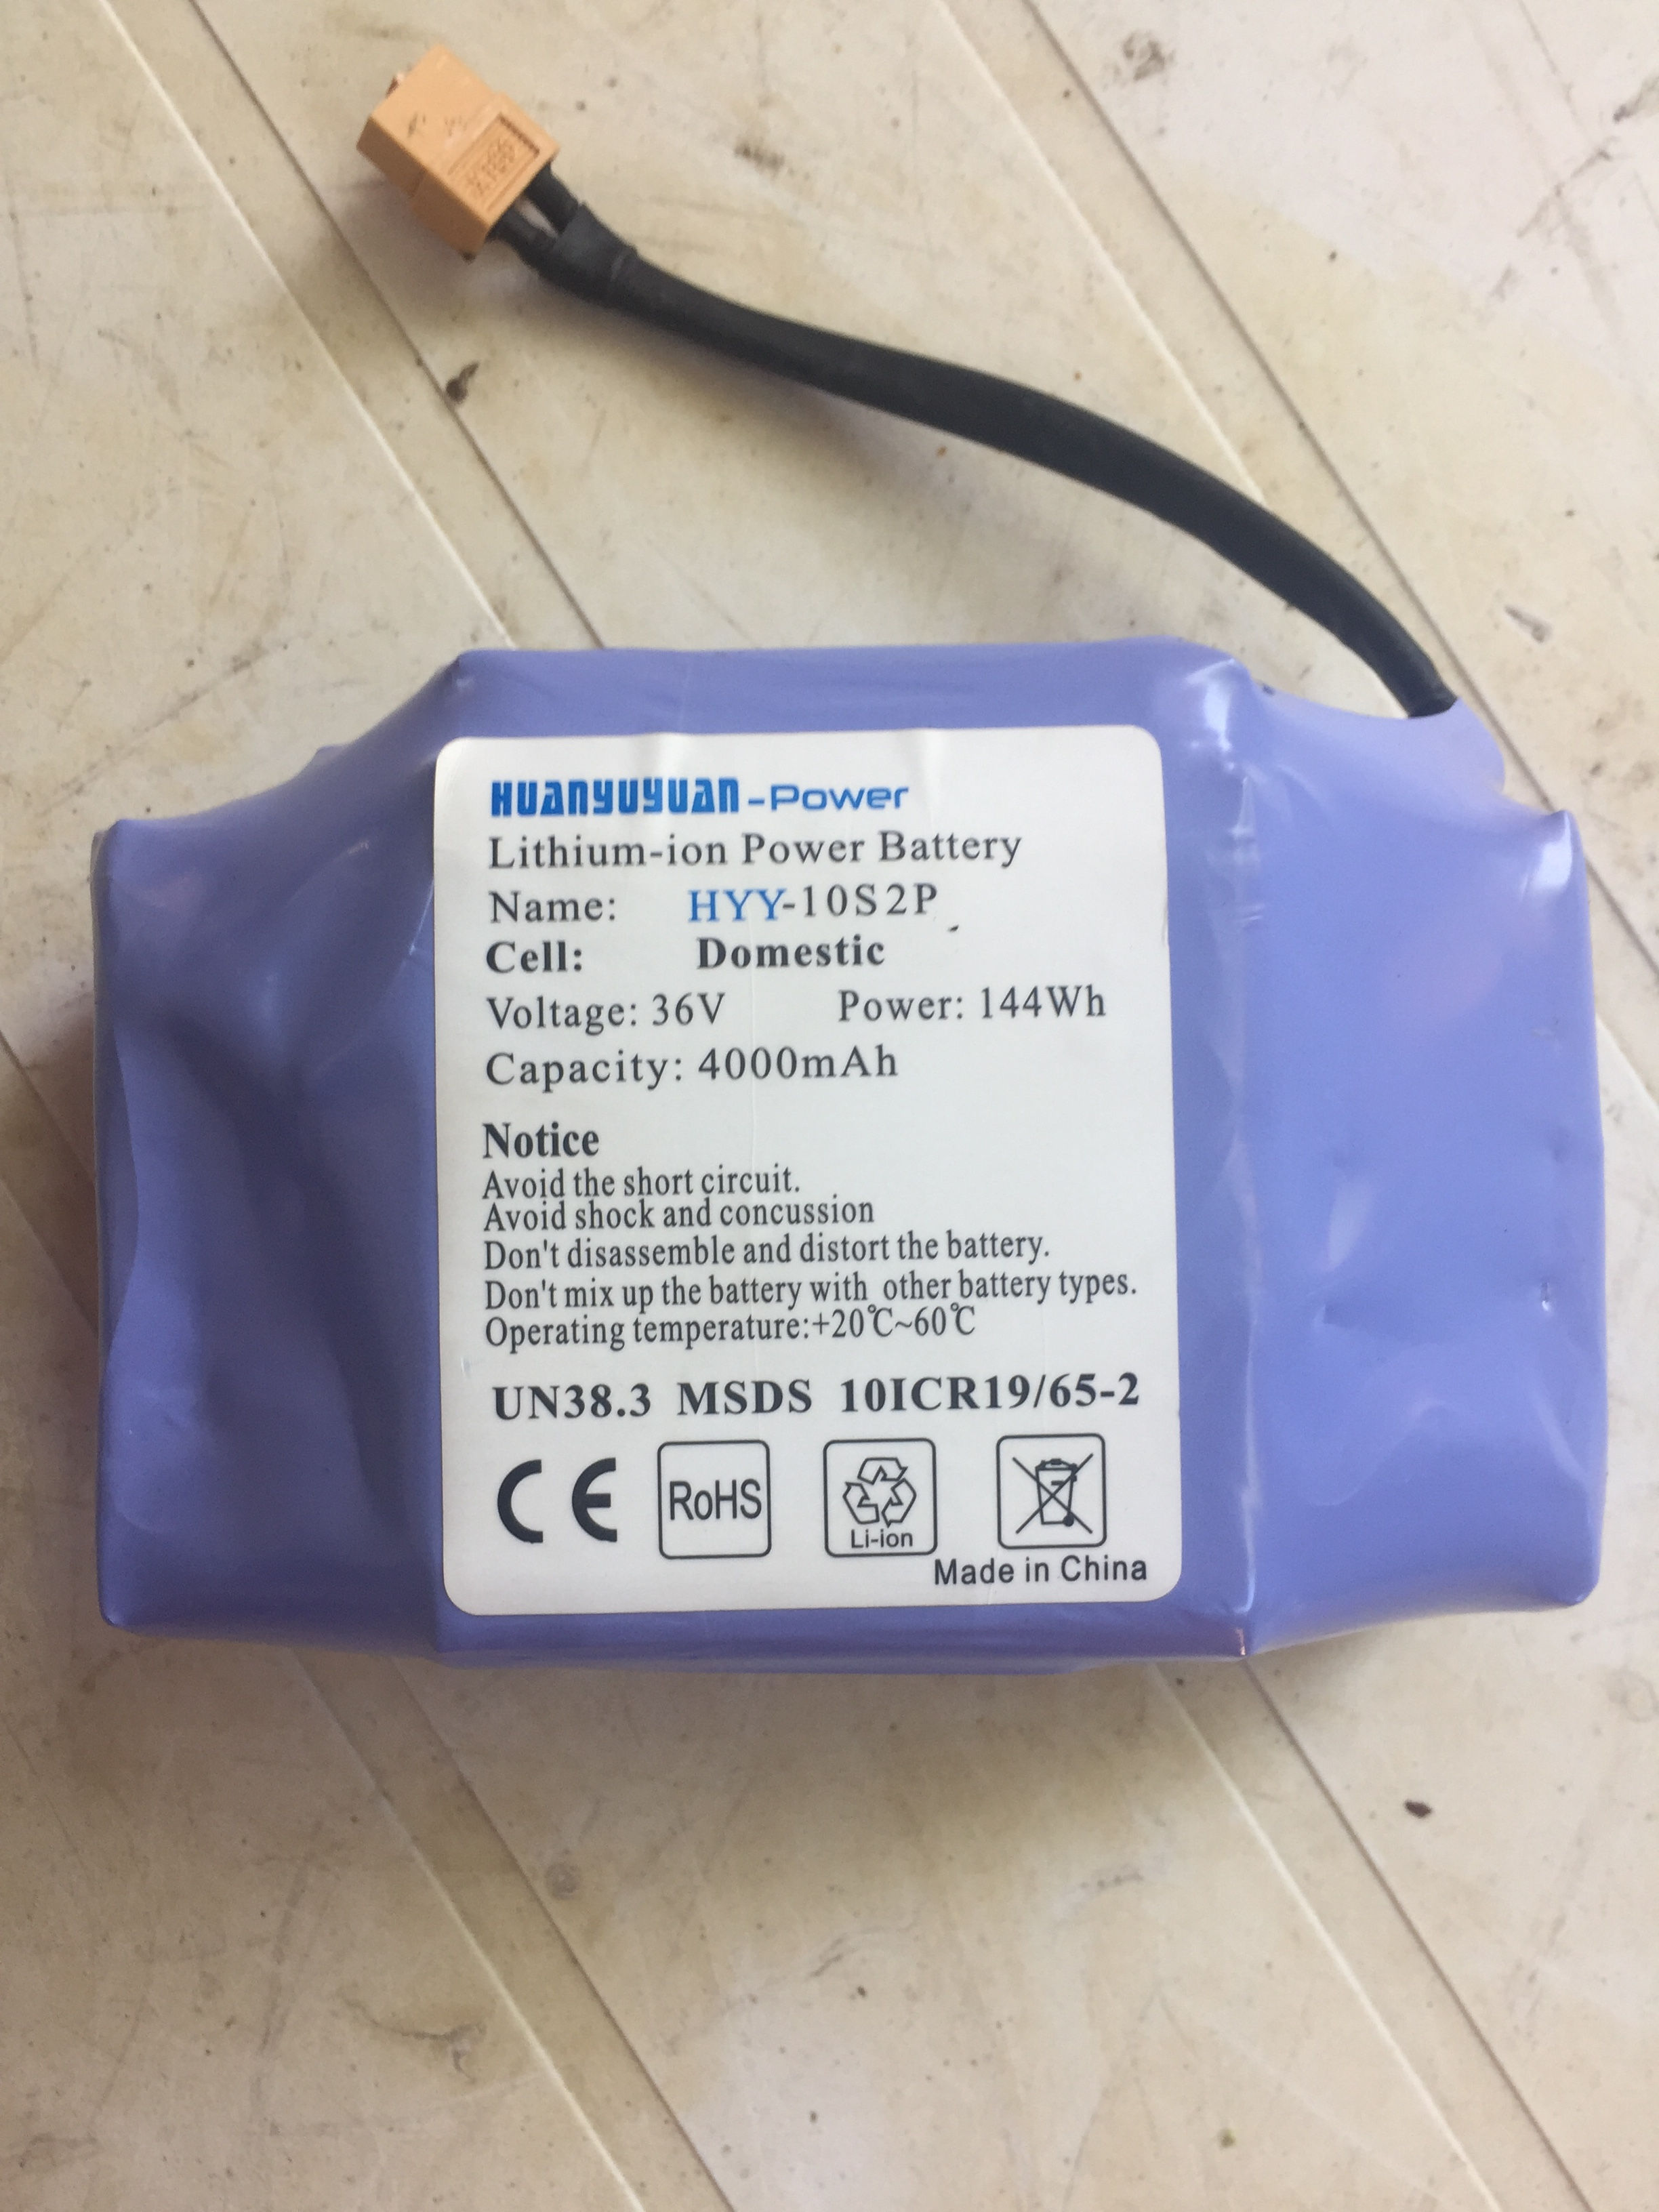 XT60
HUANYUYUAN-Power
Lithium-ion Power Battery
Name: HYY-10S2P
Cell: Domestic
Voltage: 36V Power: 144Wh
Capacity: 4000mAh
Notice
Avoid the short circuit.
Avoid shock and concussion
Don't disassemble and distort the battery.
Don't mix up the battery with other battery types.
Operating temperature:+20℃~60℃
UN38.3 MSDS 10ICR19/65-2
CE RoHS Li-ion
Made in China